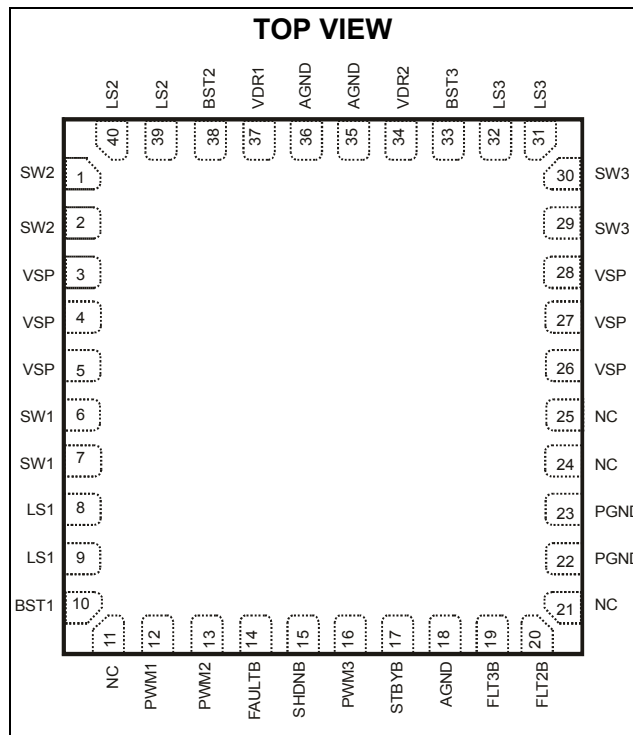 TOP VIEW
LS2
LS2
BST2
VDR1
AGND
AGND
VDR2
BST3
LS3
LS3
40
39
38
37
36
35
34
33
32
31
SW2
1
30
SW3
SW2
2
29
SW3
VSP
3
28
VSP
VSP
4
27
VSP
VSP
5
26
VSP
SW1
6
25
NC
SW1
7
24
NC
LS1
8
23
PGND
LS1
9
22
PGND
BST1
10
21
NC
11
12
13
14
15
16
17
18
19
20
NC
PWM1
PWM2
FAULTB
SHDNB
PWM3
STBYB
AGND
FLT3B
FLT2B